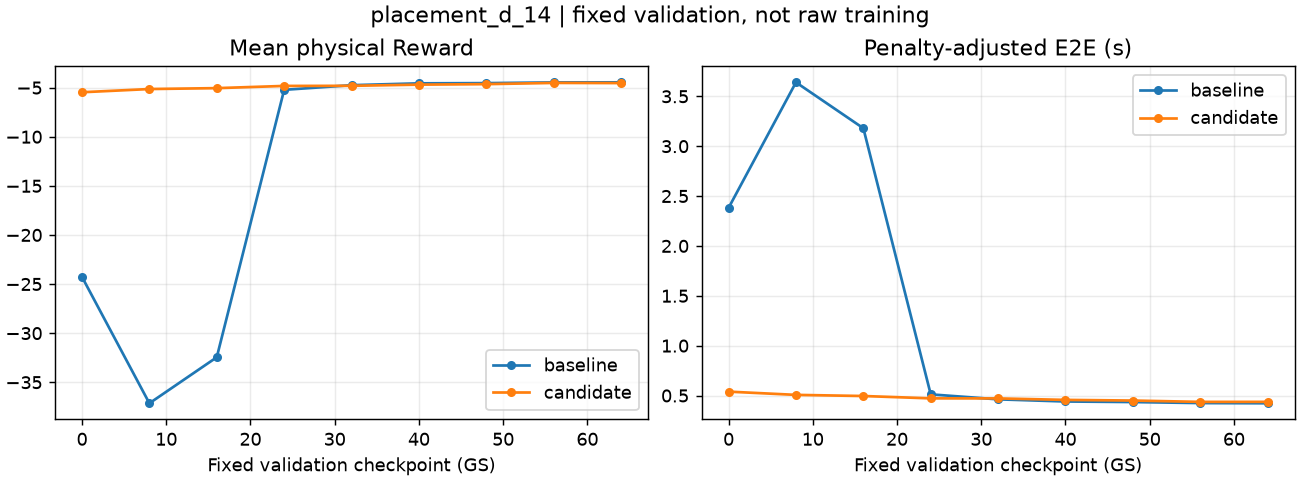 placement_d_14 | fixed validation, not raw training
Mean physical Reward
−5
−10
−15
−20
−25
−30
−35
0 10 20 30 40 50 60
Fixed validation checkpoint (GS)
baseline
candidate
Penalty-adjusted E2E (s)
3.5
3.0
2.5
2.0
1.5
1.0
0.5
0 10 20 30 40 50 60
Fixed validation checkpoint (GS)
baseline
candidate